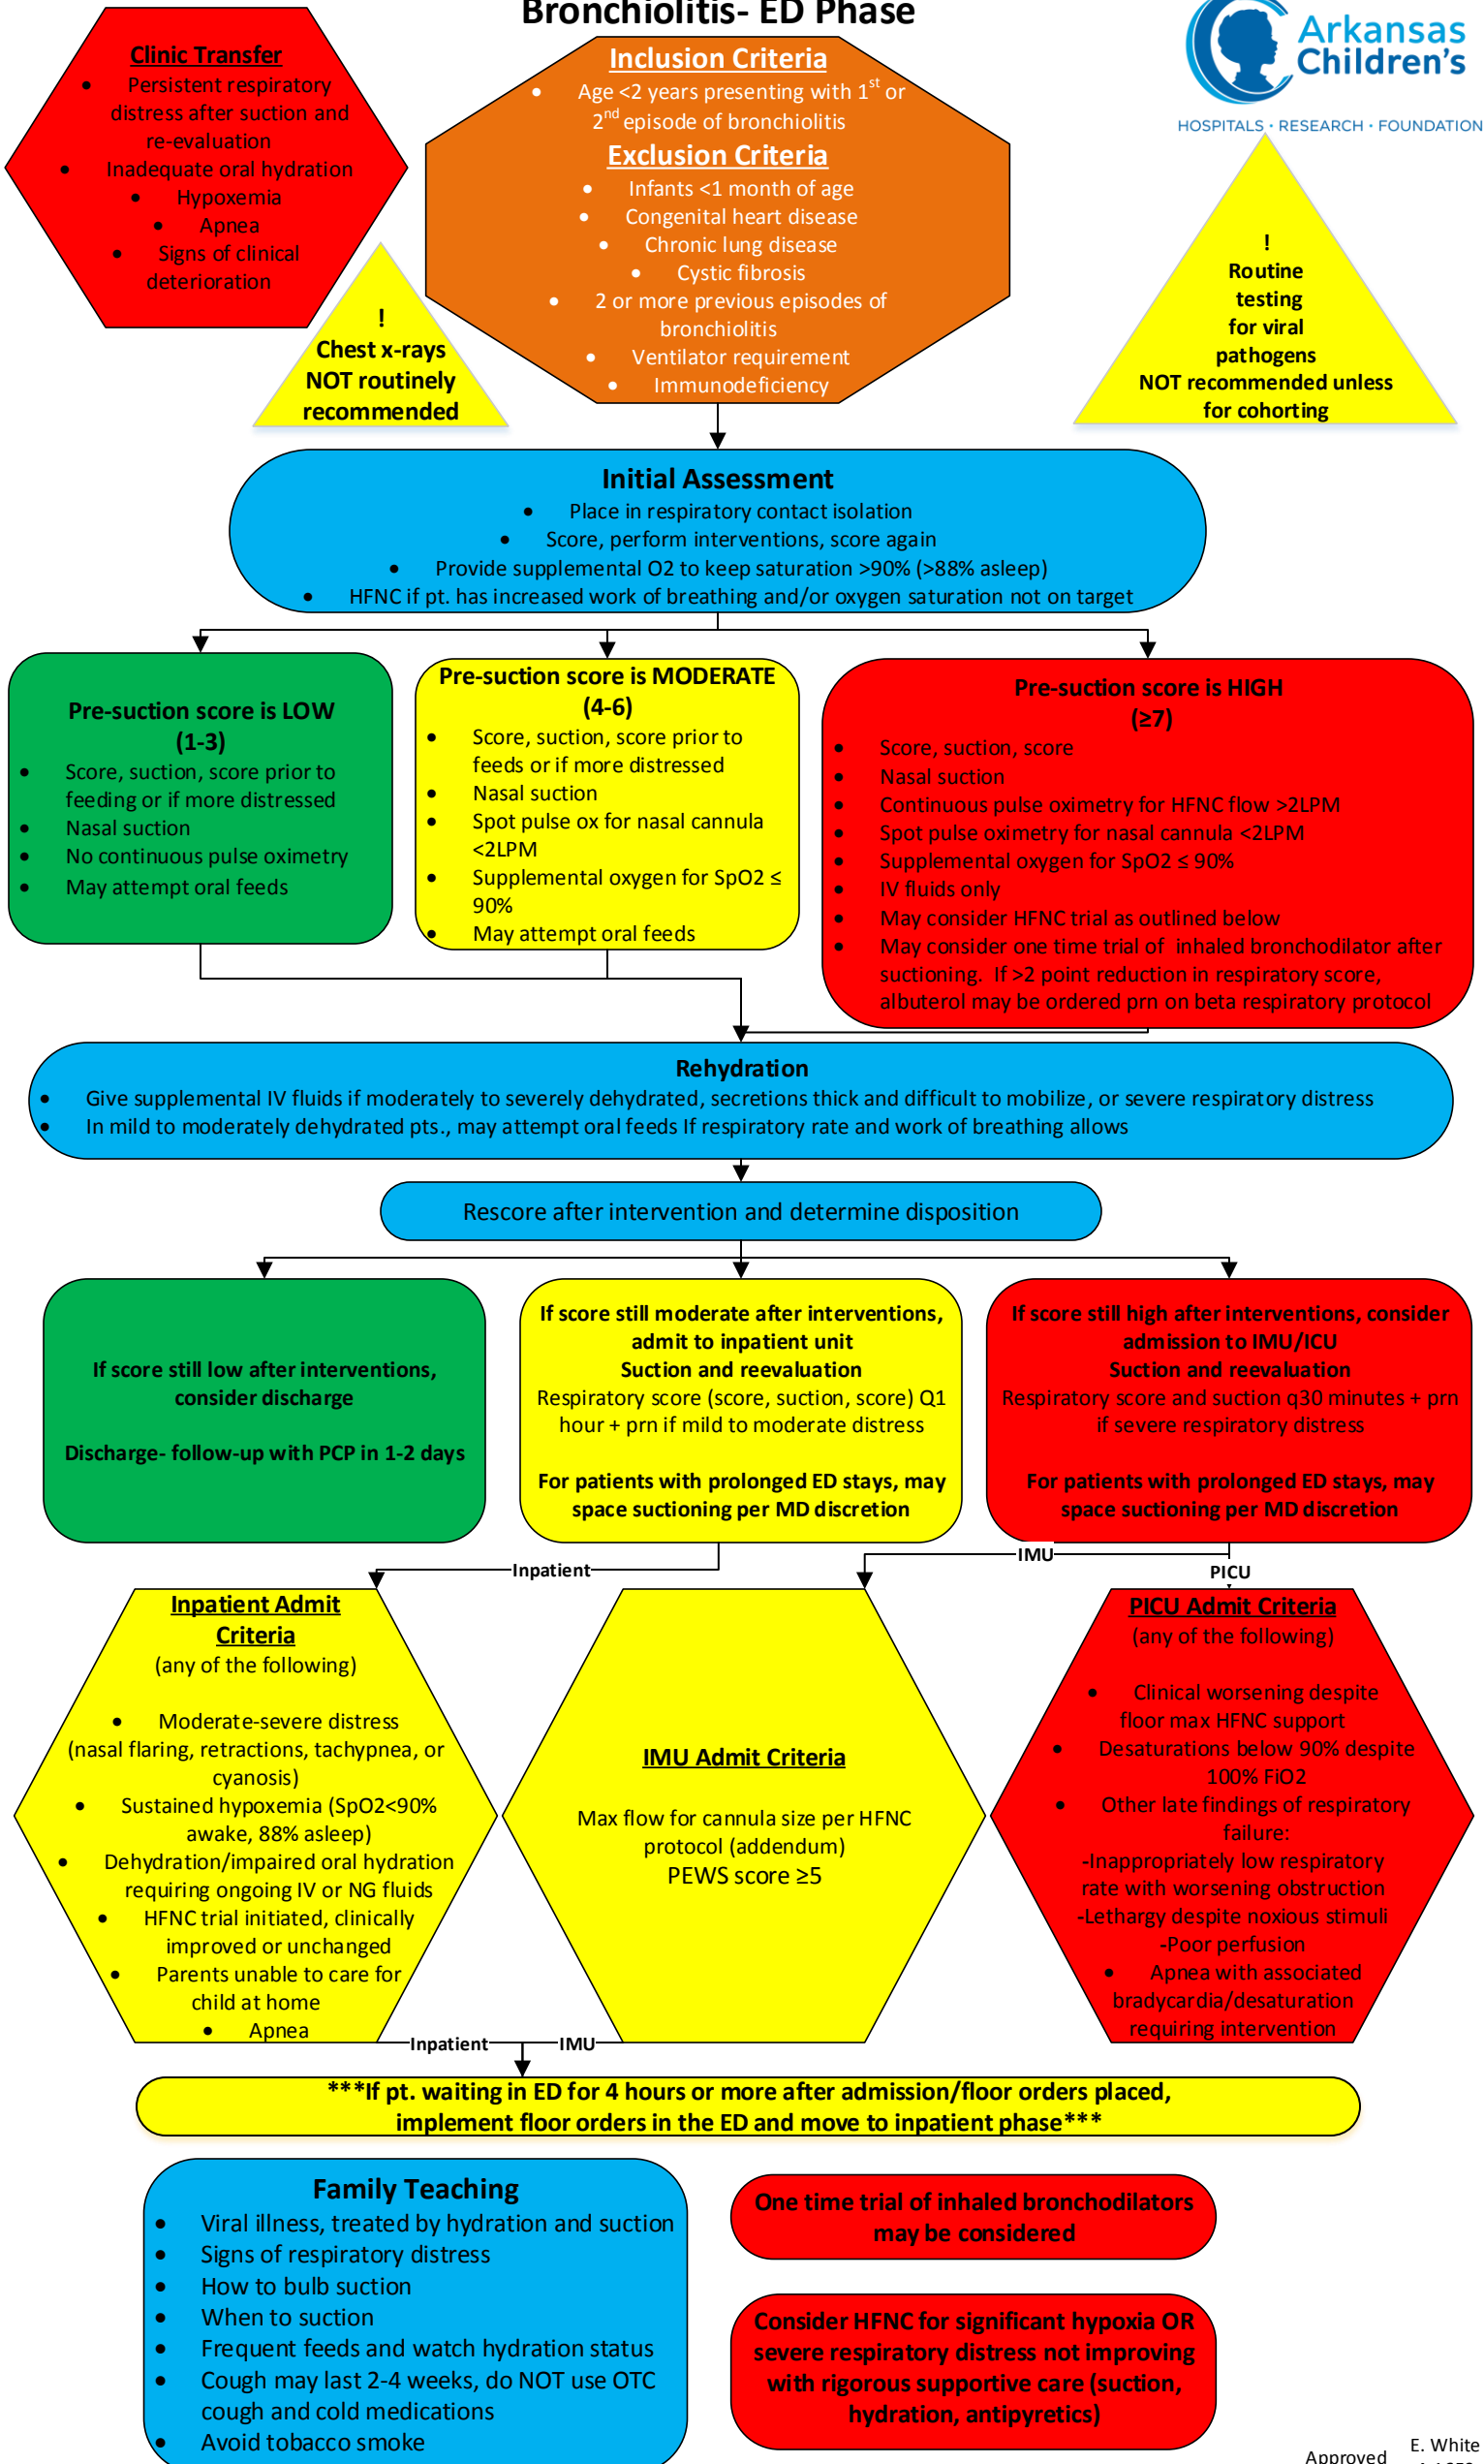 Bronchiolitis- ED Phase
Arkansas
Children's
HOSPITALS · RESEARCH · FOUNDATION
Clinic Transfer
• Persistent respiratory
distress after suction and
re-evaluation
• Inadequate oral hydration
• Hypoxemia
• Apnea
• Signs of clinical
deterioration
Inclusion Criteria
• Age <2 years presenting with 1st or
2nd episode of bronchiolitis
Exclusion Criteria
• Infants <1 month of age
• Congenital heart disease
• Chronic lung disease
• Cystic fibrosis
• 2 or more previous episodes of
bronchiolitis
• Ventilator requirement
• Immunodeficiency
!
Chest x-rays
NOT routinely
recommended
!
Routine
testing
for viral
pathogens
NOT recommended unless
for cohorting
Initial Assessment
• Place in respiratory contact isolation
• Score, perform interventions, score again
• Provide supplemental O2 to keep saturation >90% (>88% asleep)
• HFNC if pt. has increased work of breathing and/or oxygen saturation not on target
Pre-suction score is LOW
(1-3)
• Score, suction, score prior to
feeding or if more distressed
• Nasal suction
• No continuous pulse oximetry
• May attempt oral feeds
Pre-suction score is MODERATE
(4-6)
• Score, suction, score prior to
feeds or if more distressed
• Nasal suction
• Spot pulse ox for nasal cannula
<2LPM
• Supplemental oxygen for SpO2 ≤
90%
• May attempt oral feeds
Pre-suction score is HIGH
(≥7)
• Score, suction, score
• Nasal suction
• Continuous pulse oximetry for HFNC flow >2LPM
• Spot pulse oximetry for nasal cannula <2LPM
• Supplemental oxygen for SpO2 ≤ 90%
• IV fluids only
• May consider HFNC trial as outlined below
• May consider one time trial of inhaled bronchodilator after
suctioning. If >2 point reduction in respiratory score,
albuterol may be ordered prn on beta respiratory protocol
Rehydration
• Give supplemental IV fluids if moderately to severely dehydrated, secretions thick and difficult to mobilize, or severe respiratory distress
• In mild to moderately dehydrated pts., may attempt oral feeds If respiratory rate and work of breathing allows
Rescore after intervention and determine disposition
If score still low after interventions,
consider discharge
Discharge- follow-up with PCP in 1-2 days
If score still moderate after interventions,
admit to inpatient unit
Suction and reevaluation
Respiratory score (score, suction, score) Q1
hour + prn if mild to moderate distress
For patients with prolonged ED stays, may
space suctioning per MD discretion
If score still high after interventions, consider
admission to IMU/ICU
Suction and reevaluation
Respiratory score and suction q30 minutes + prn
if severe respiratory distress
For patients with prolonged ED stays, may
space suctioning per MD discretion
Inpatient
IMU
PICU
Inpatient Admit
Criteria
(any of the following)
• Moderate-severe distress
(nasal flaring, retractions, tachypnea, or
cyanosis)
• Sustained hypoxemia (SpO2<90%
awake, 88% asleep)
• Dehydration/impaired oral hydration
requiring ongoing IV or NG fluids
• HFNC trial initiated, clinically
improved or unchanged
• Parents unable to care for
child at home
• Apnea
IMU Admit Criteria
Max flow for cannula size per HFNC
protocol (addendum)
PEWS score ≥5
PICU Admit Criteria
(any of the following)
• Clinical worsening despite
floor max HFNC support
• Desaturations below 90% despite
100% FiO2
• Other late findings of respiratory
failure:
-Inappropriately low respiratory
rate with worsening obstruction
-Lethargy despite noxious stimuli
-Poor perfusion
• Apnea with associated
bradycardia/desaturation
requiring intervention
Inpatient
IMU
***If pt. waiting in ED for 4 hours or more after admission/floor orders placed,
implement floor orders in the ED and move to inpatient phase***
Family Teaching
• Viral illness, treated by hydration and suction
• Signs of respiratory distress
• How to bulb suction
• When to suction
• Frequent feeds and watch hydration status
• Cough may last 2-4 weeks, do NOT use OTC
cough and cold medications
• Avoid tobacco smoke
One time trial of inhaled bronchodilators
may be considered
Consider HFNC for significant hypoxia OR
severe respiratory distress not improving
with rigorous supportive care (suction,
hydration, antipyretics)
E. White
Approved